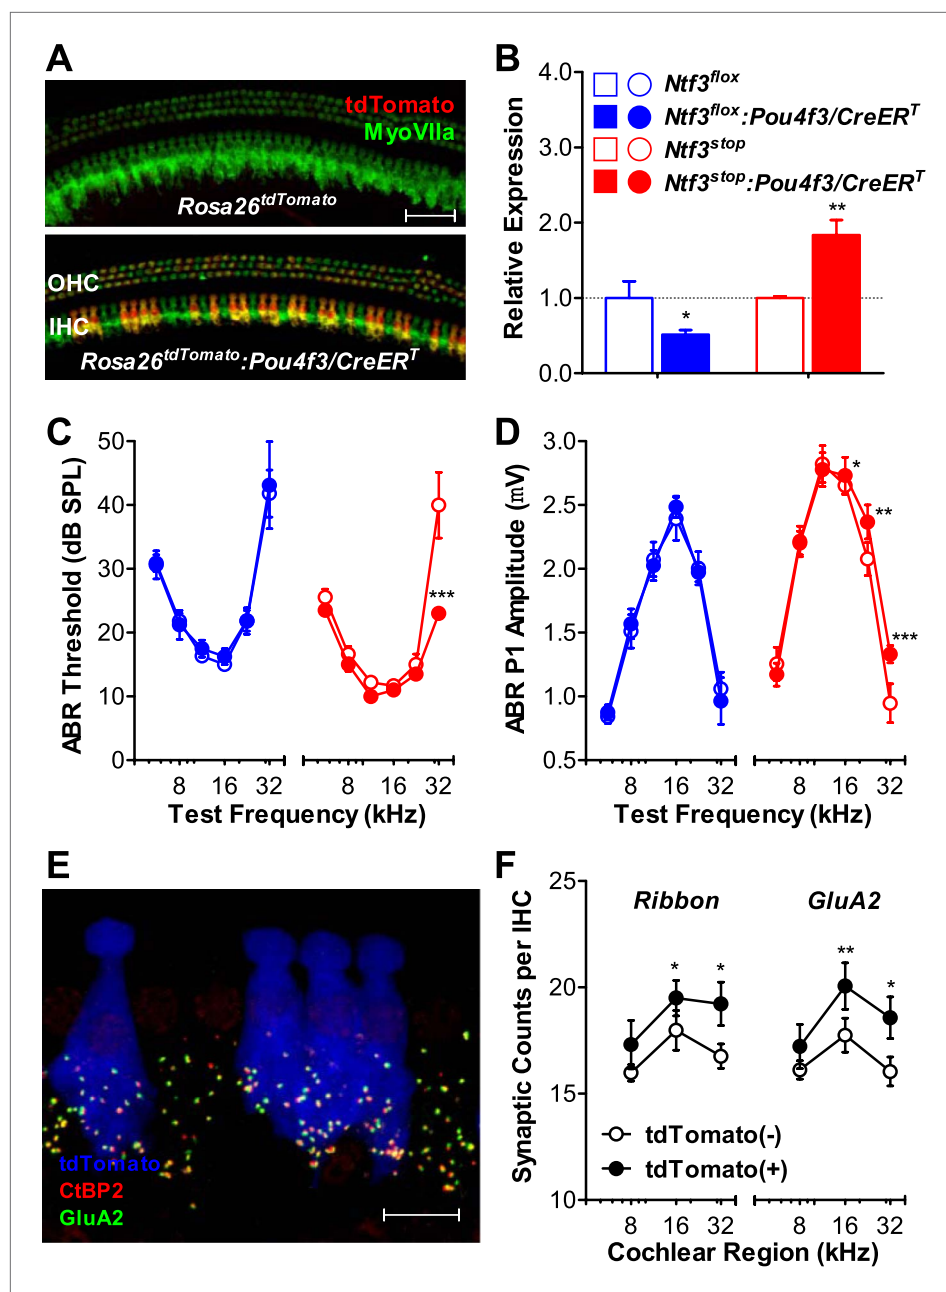 A
tdTomato
MyoVIIa
Rosa26tdTomato
OHC
IHC
Rosa26tdTomato:Pou4f3/CreERT
B
Relative Expression
4.0
3.0
2.0
1.0
0.0
Ntf3flox
Ntf3flox:Pou4f3/CreERT
Ntf3stop
Ntf3stop:Pou4f3/CreERT
*
**
C
ABR Threshold (dB SPL)
50
40
30
20
10
0
***
8 16 32 8 16 32
Test Frequency (kHz)
D
ABR P1 Amplitude (mV)
3.0
2.5
2.0
1.5
1.0
0.5
*
**
***
8 16 32 8 16 32
Test Frequency (kHz)
E
tdTomato
CtBP2
GluA2
F
Synaptic Counts per IHC
25
20
15
10
Ribbon GluA2
* * ** *
tdTomato(-)
tdTomato(+)
8 16 32 8 16 32
Cochlear Region (kHz)